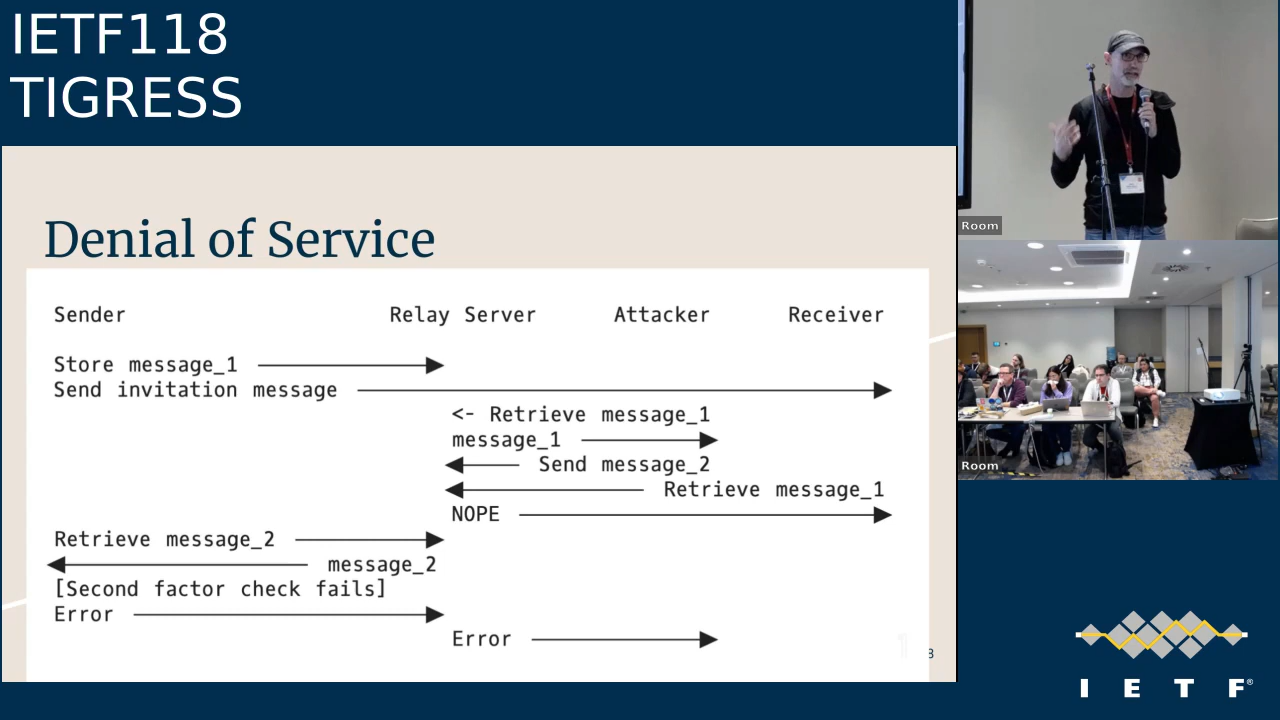 IETF118
TIGRESS
Denial of Service
Sender Relay Server Attacker Receiver
Store message_1
Send invitation message
<- Retrieve message_1
message_1
Send message_2
Retrieve message_1
NOPE
Retrieve message_2
message_2
[Second factor check fails]
Error
Error
8
Room
Room
I E T F®